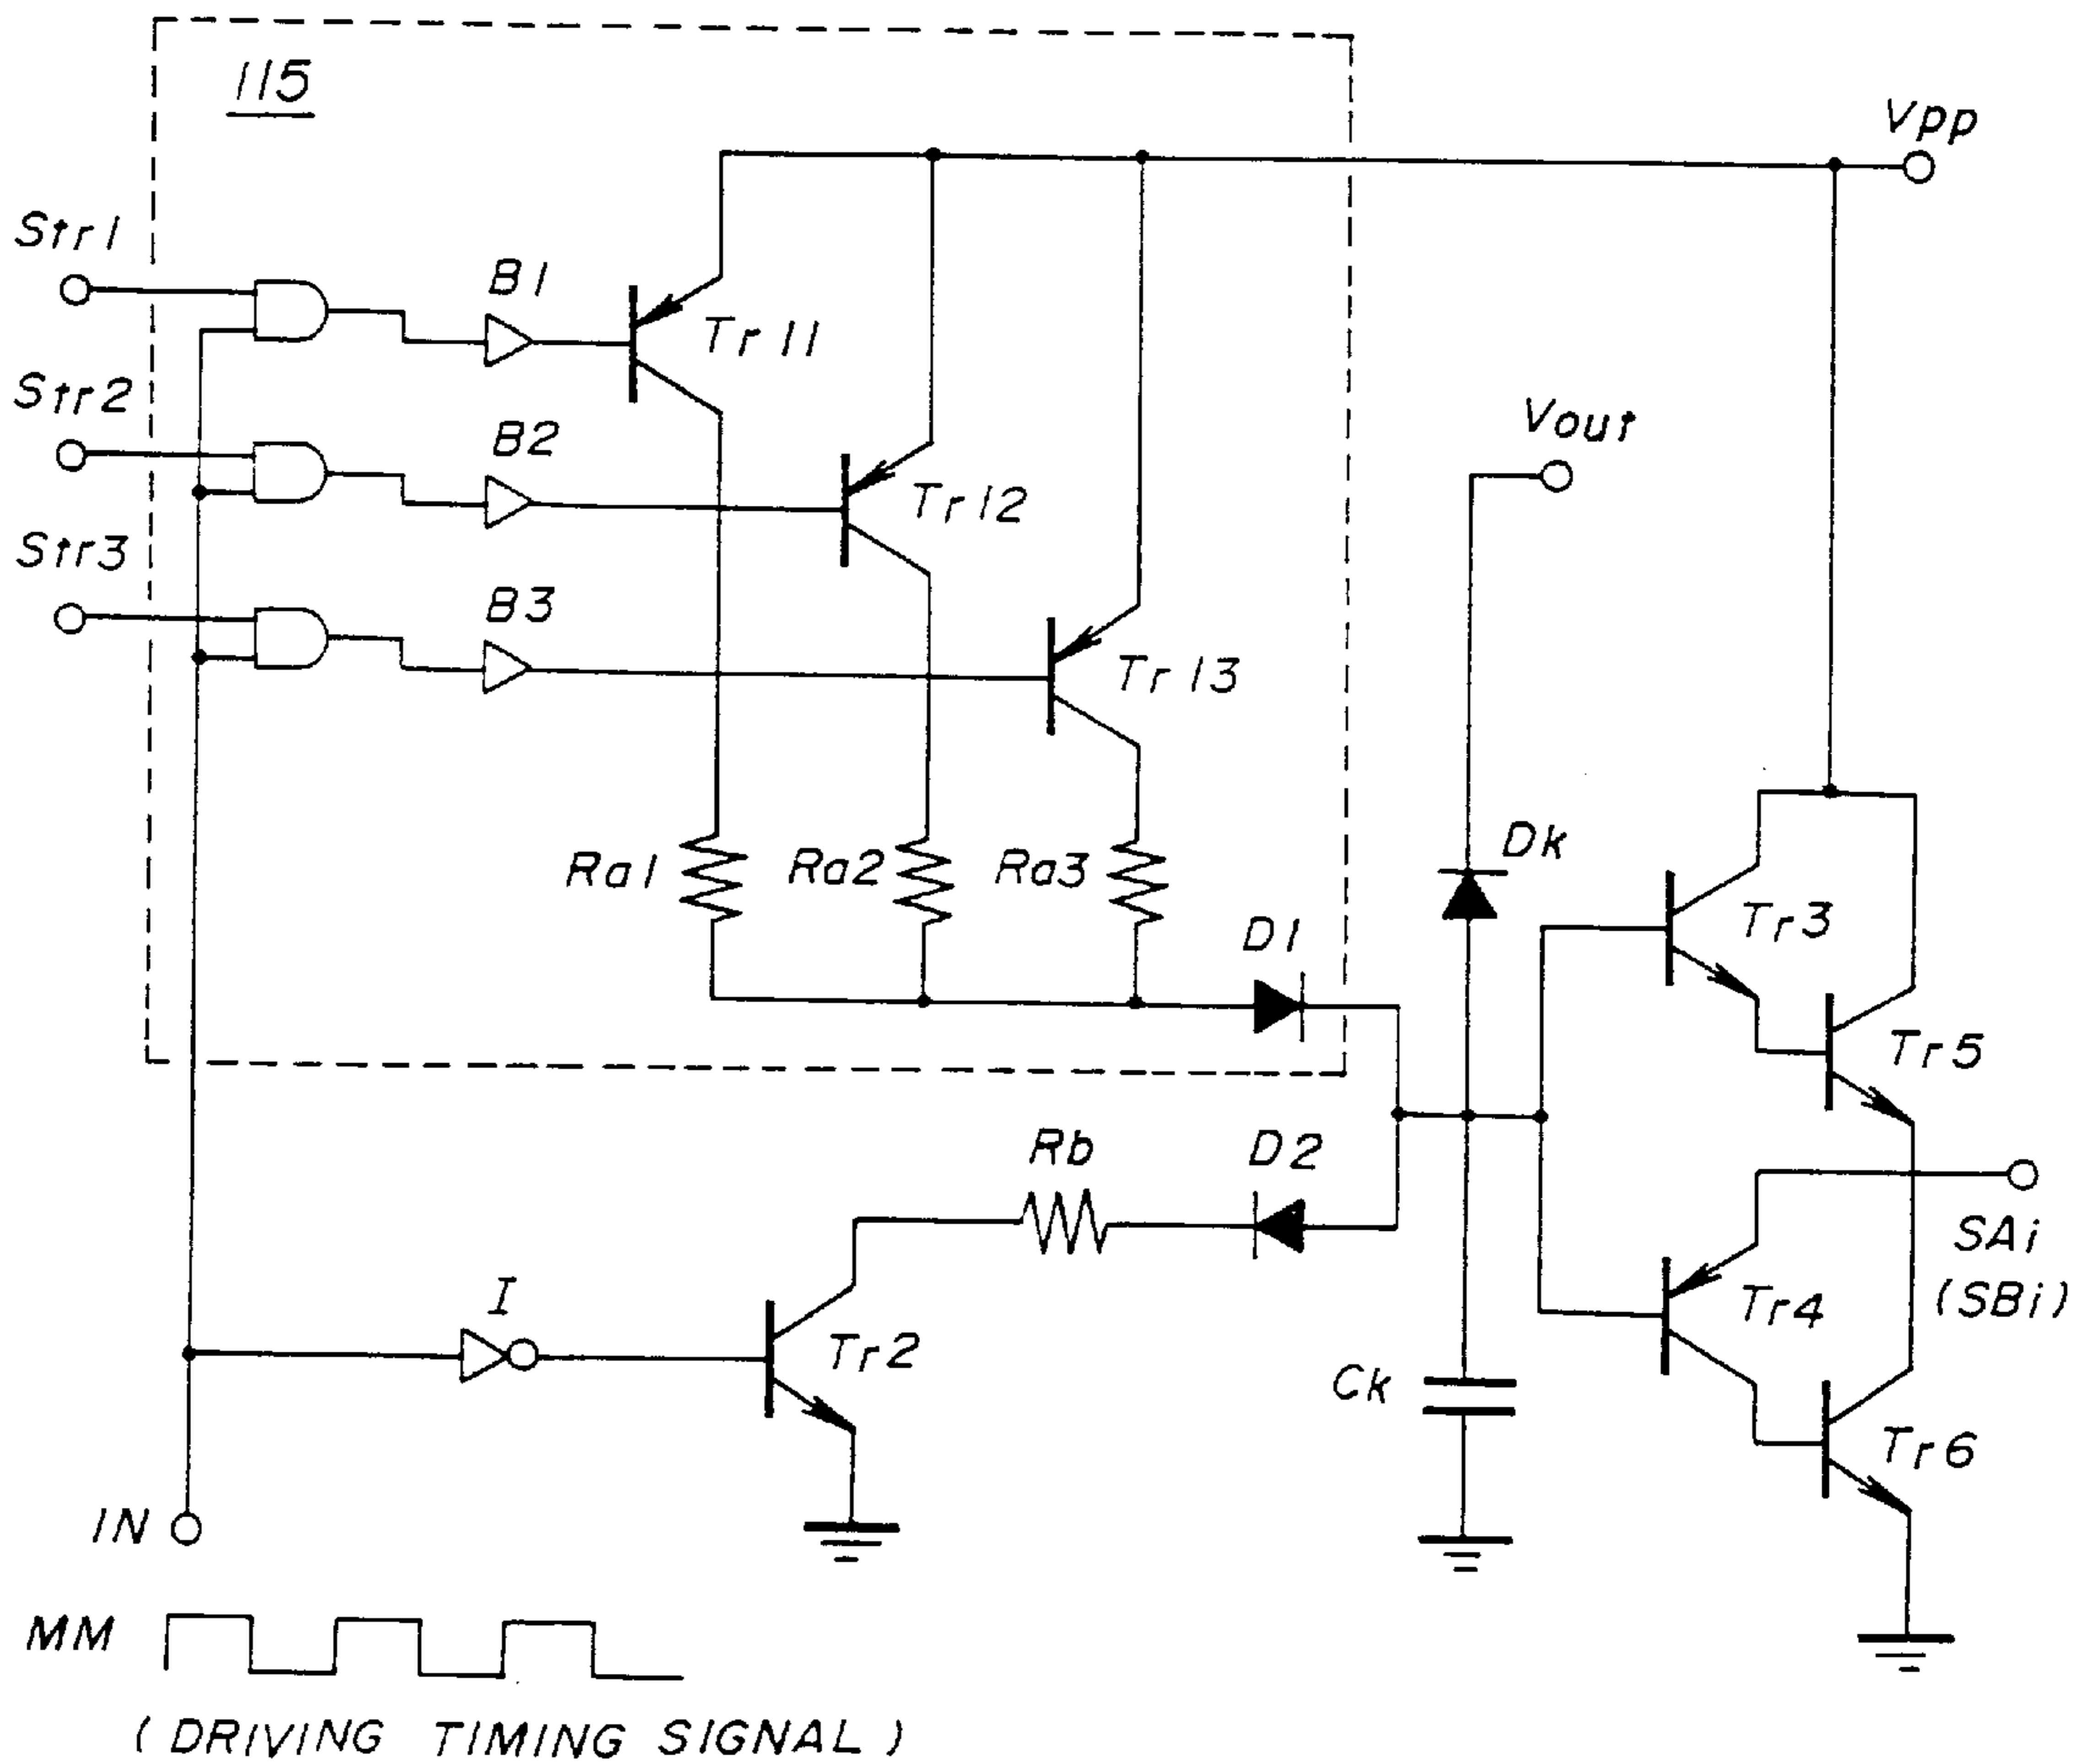 115
Vpp
Str1
B1
Tr11
Str2
B2
Tr12
Vout
Str3
B3
Tr13
Ra1
Ra2
Ra3
Dk
D1
Tr3
Tr5
Rb
D2
SAi
(SBi)
I
Tr2
Tr4
Ck
Tr6
IN
MM
(DRIVING TIMING SIGNAL)